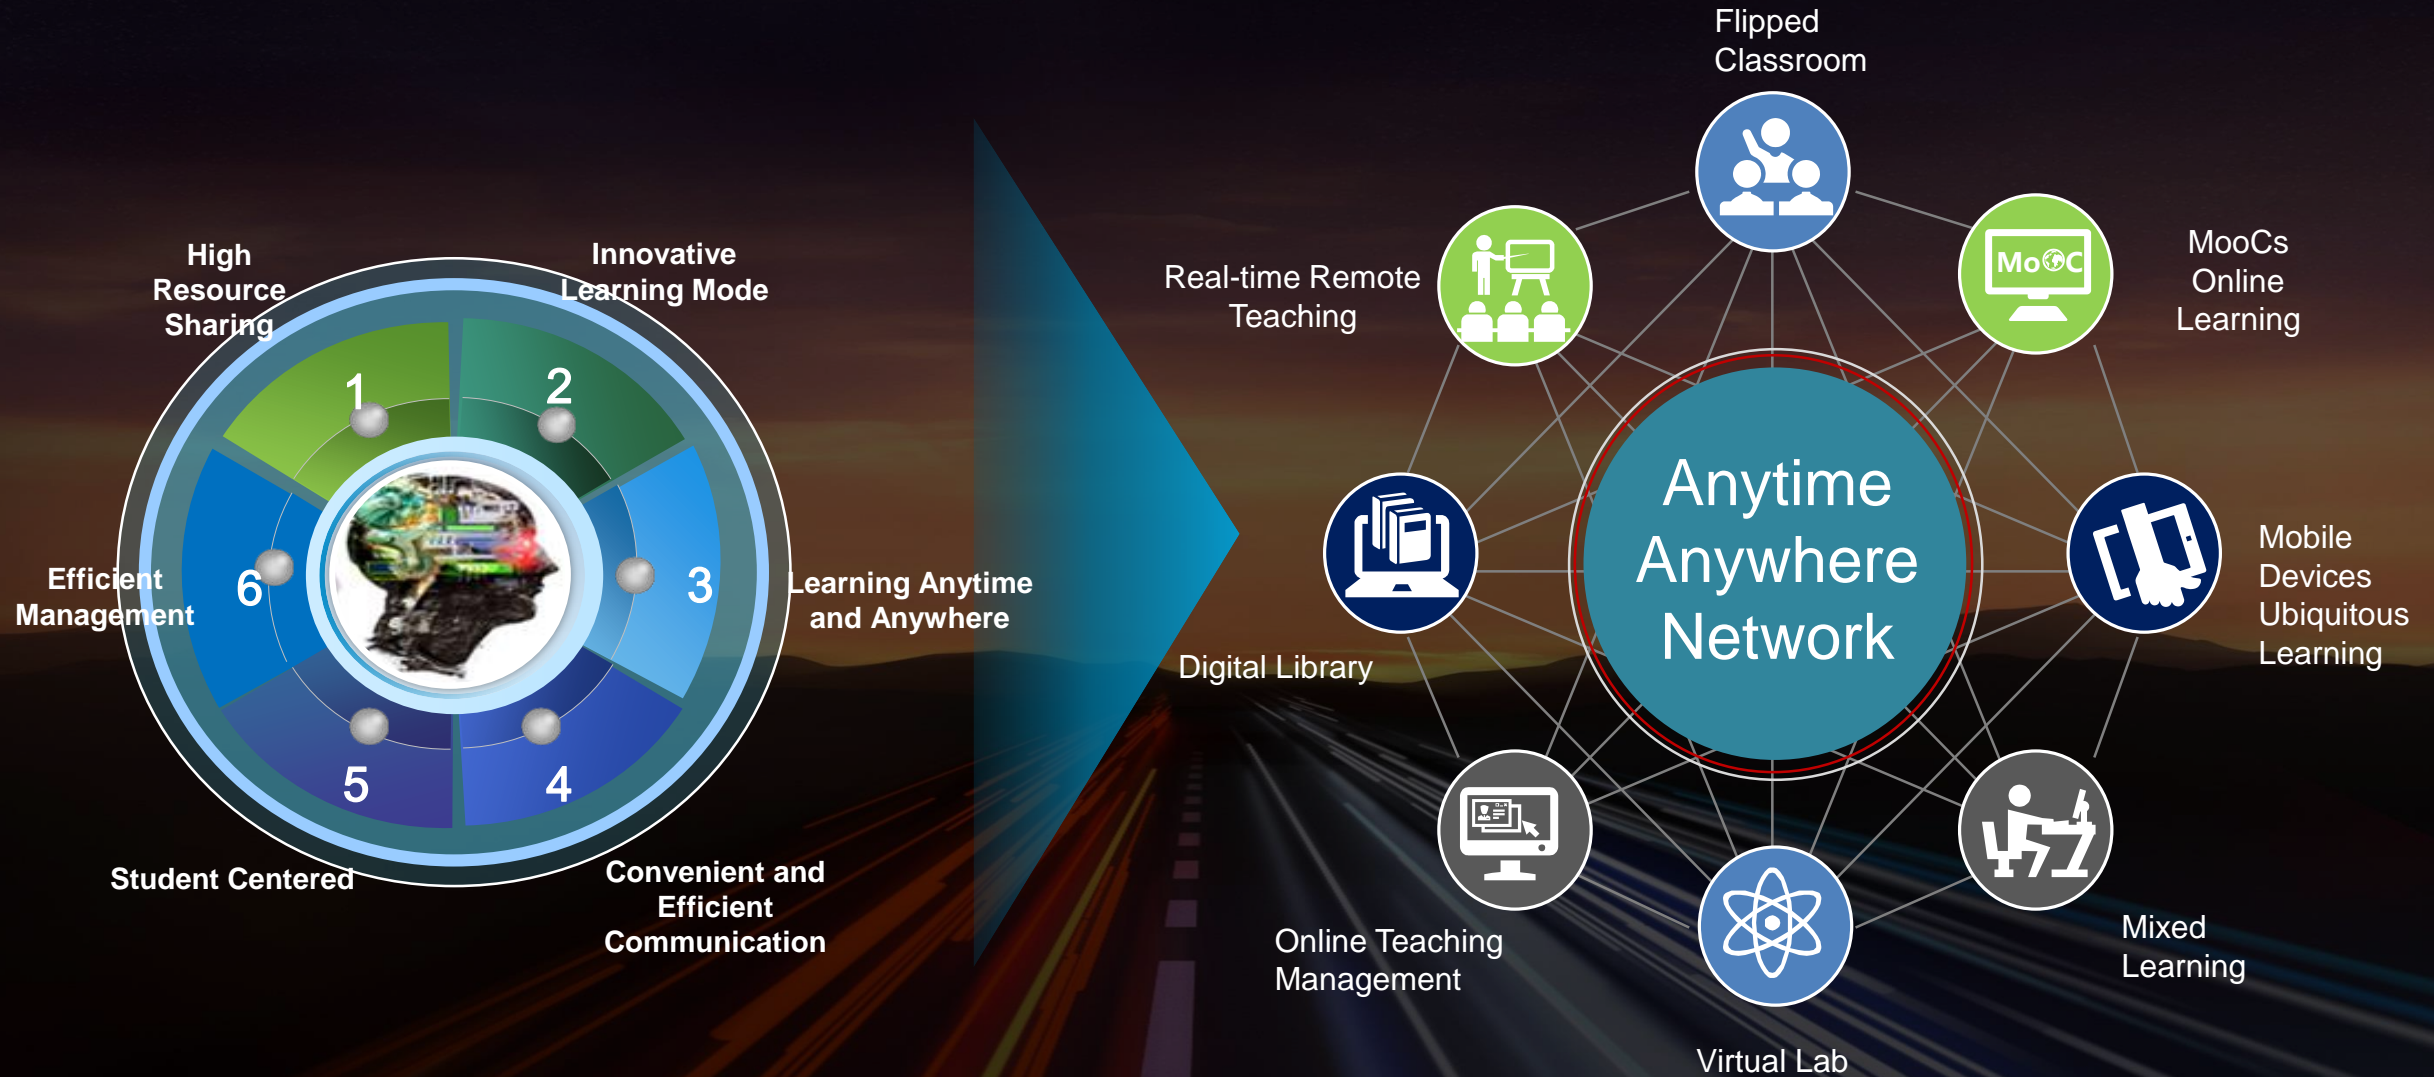 High
Resource
Sharing
Innovative
Learning Mode
1
2
3
4
5
6
Efficient
Management
Learning Anytime
and Anywhere
Student Centered
Convenient and
Efficient
Communication
Flipped
Classroom
Real-time Remote
Teaching
MoOC
MooCs
Online
Learning
Anytime
Anywhere
Network
Mobile
Devices
Ubiquitous
Learning
Digital Library
Online Teaching
Management
Mixed
Learning
Virtual Lab